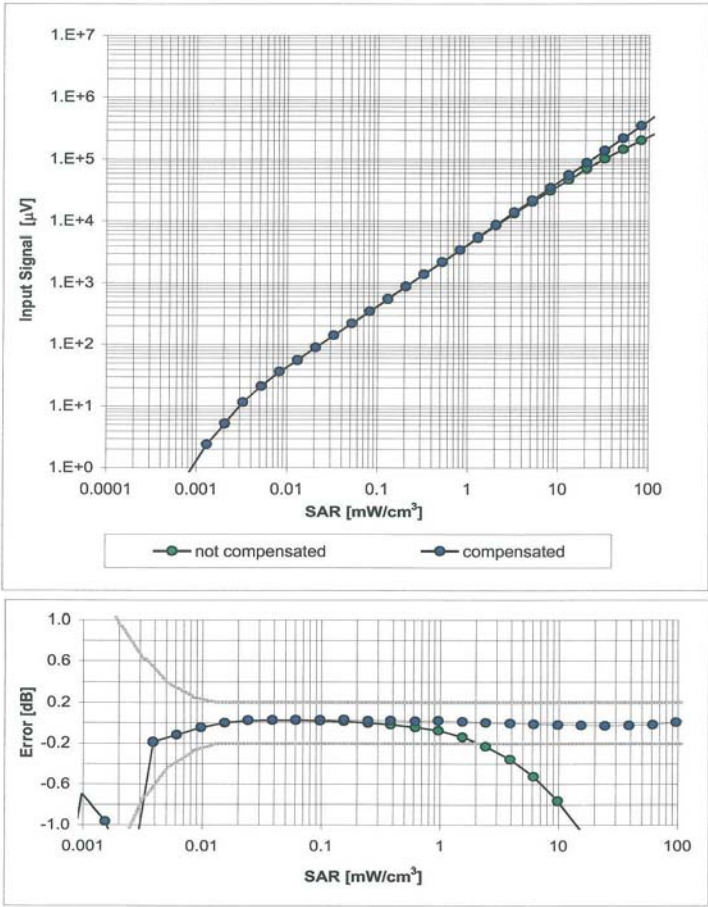 1.E+7
1.E+6
1.E+5
1.E+4
1.E+3
1.E+2
1.E+1
1.E+0
Input Signal [µV]
0.0001 0.001 0.01 0.1 1 10 100
SAR [mW/cm³]
not compensated compensated
1.0
0.6
0.2
-0.2
-0.6
-1.0
Error [dB]
0.001 0.01 0.1 1 10 100
SAR [mW/cm³]